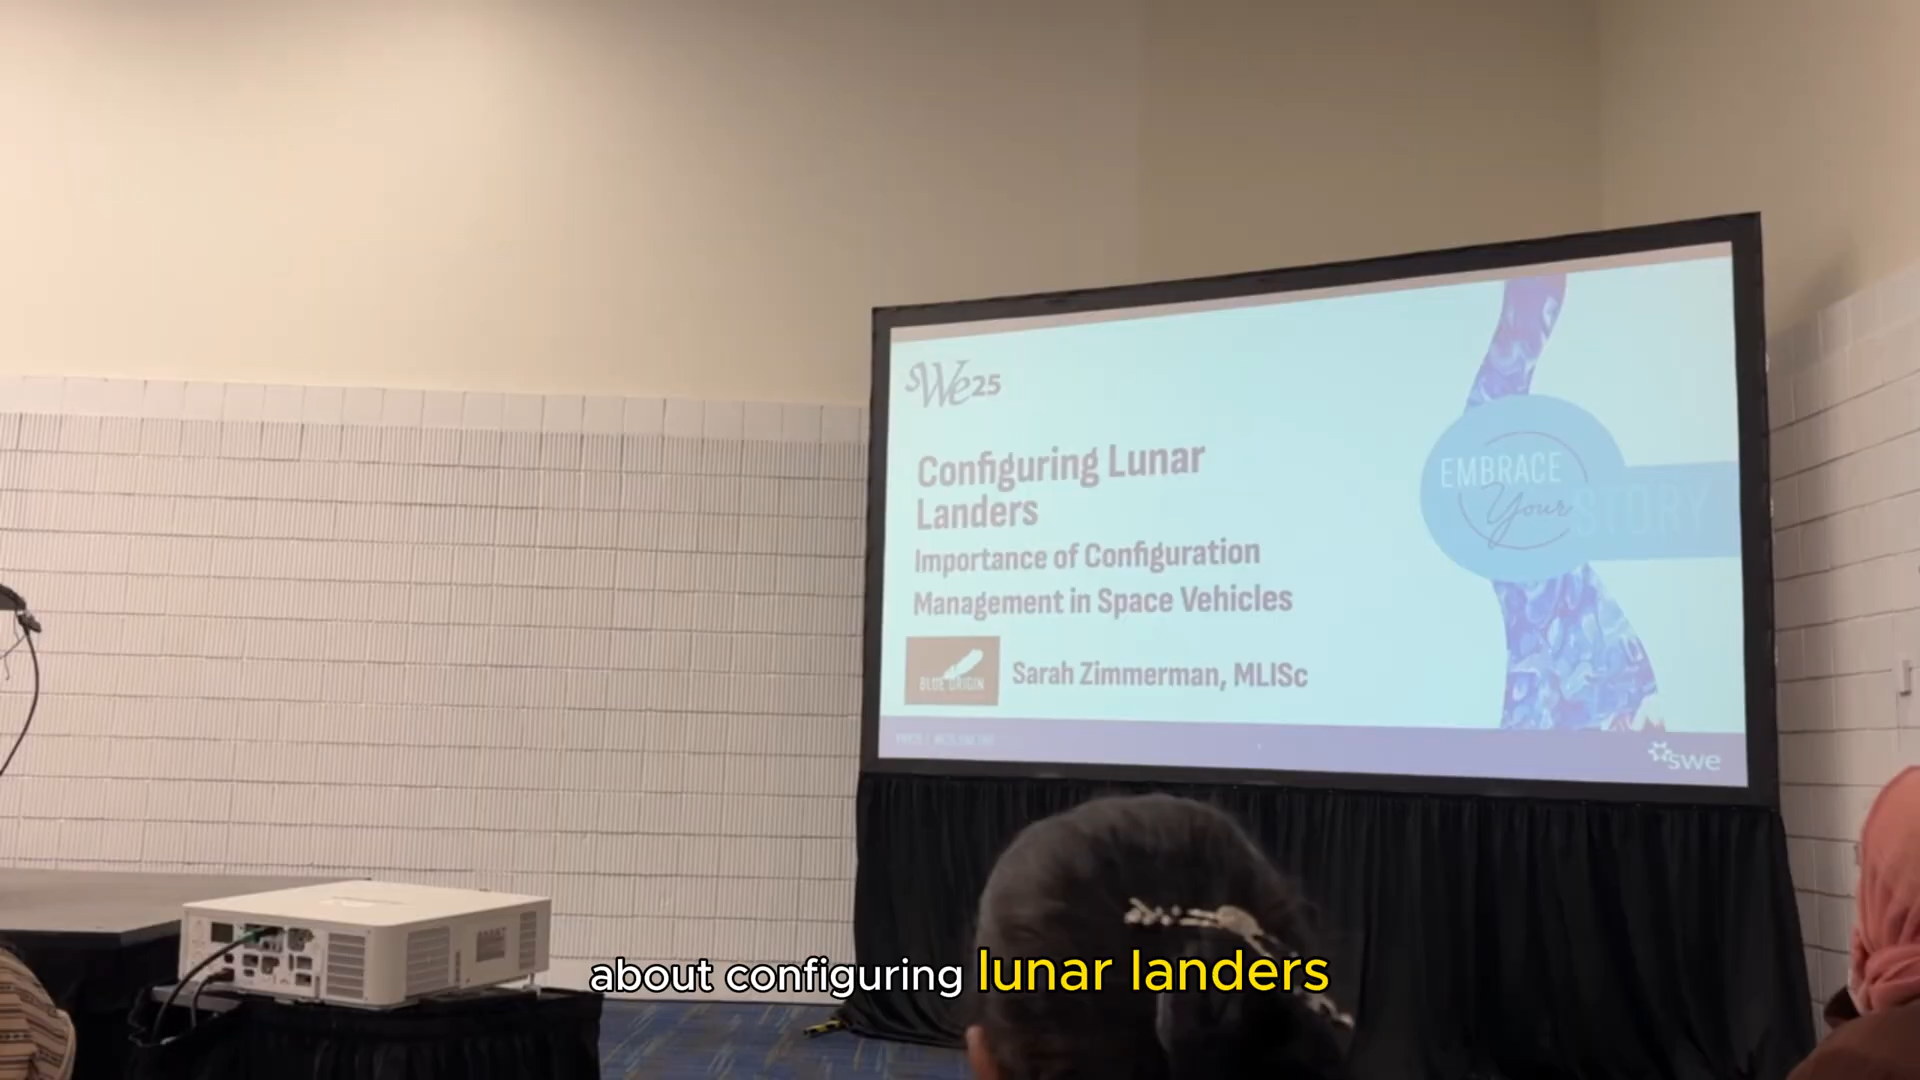 sWe25
Configuring Lunar
Landers
Importance of Configuration
Management in Space Vehicles
BLUE ORIGIN
Sarah Zimmerman, MLISc
EMBRACE
Your STORY
swe
about configuring lunar landers